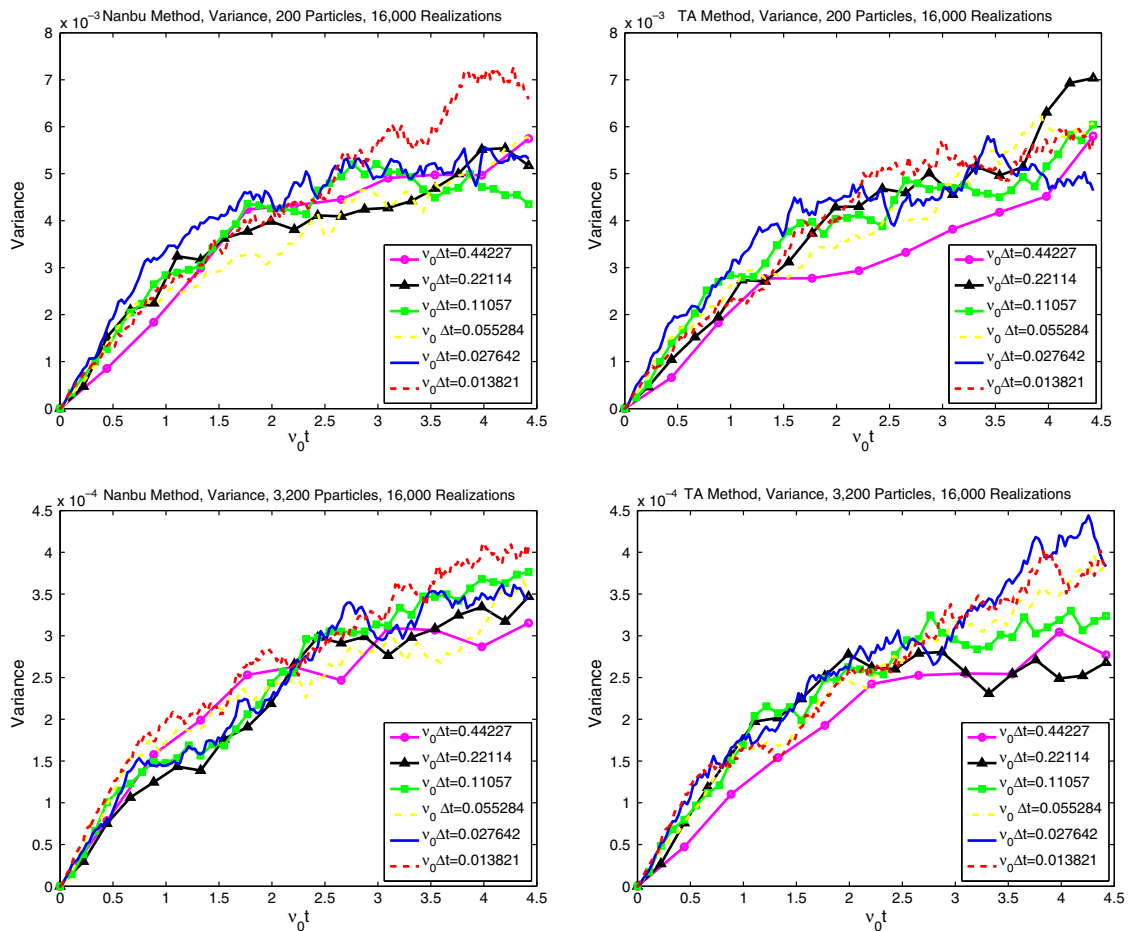 x 10⁻³ Nanbu Method, Variance, 200 Particles, 16,000 Realizations
8
7
6
5
4
3
2
1
0
Variance
0 0.5 1 1.5 2 2.5 3 3.5 4 4.5
ν₀t
ν₀Δt=0.44227
ν₀Δt=0.22114
ν₀Δt=0.11057
ν₀ Δt=0.055284
ν₀Δt=0.027642
ν₀Δt=0.013821
x 10⁻³ TA Method, Variance, 200 Particles, 16,000 Realizations
8
7
6
5
4
3
2
1
0
Variance
0 0.5 1 1.5 2 2.5 3 3.5 4 4.5
ν₀t
ν₀Δt=0.44227
ν₀Δt=0.22114
ν₀Δt=0.11057
ν₀ Δt=0.055284
ν₀Δt=0.027642
ν₀Δt=0.013821
x 10⁻⁴ Nanbu Method, Variance, 3,200 Pparticles, 16,000 Realizations
4.5
4
3.5
3
2.5
2
1.5
1
0.5
0
Variance
0 0.5 1 1.5 2 2.5 3 3.5 4 4.5
ν₀t
ν₀Δt=0.44227
ν₀Δt=0.22114
ν₀Δt=0.11057
ν₀ Δt=0.055284
ν₀Δt=0.027642
ν₀Δt=0.013821
x 10⁻⁴ TA Method, Variance, 3,200 Particles, 16,000 Realizations
4.5
4
3.5
3
2.5
2
1.5
1
0.5
0
Variance
0 0.5 1 1.5 2 2.5 3 3.5 4 4.5
ν₀t
ν₀Δt=0.44227
ν₀Δt=0.22114
ν₀Δt=0.11057
ν₀ Δt=0.055284
ν₀Δt=0.027642
ν₀Δt=0.013821